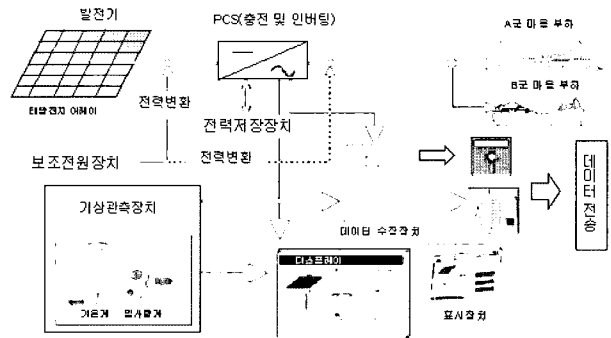 발전기
PCS(충전 및 인버팅)
A군 마을 부하
B군 마을 부하
태양전지 어레이
전력변환
전력저장장치
보조전원장치
전력변환
데이터 전송
기상관측장치
데이터 수집장치
디스플레이
기온계 일사량계
표시장치